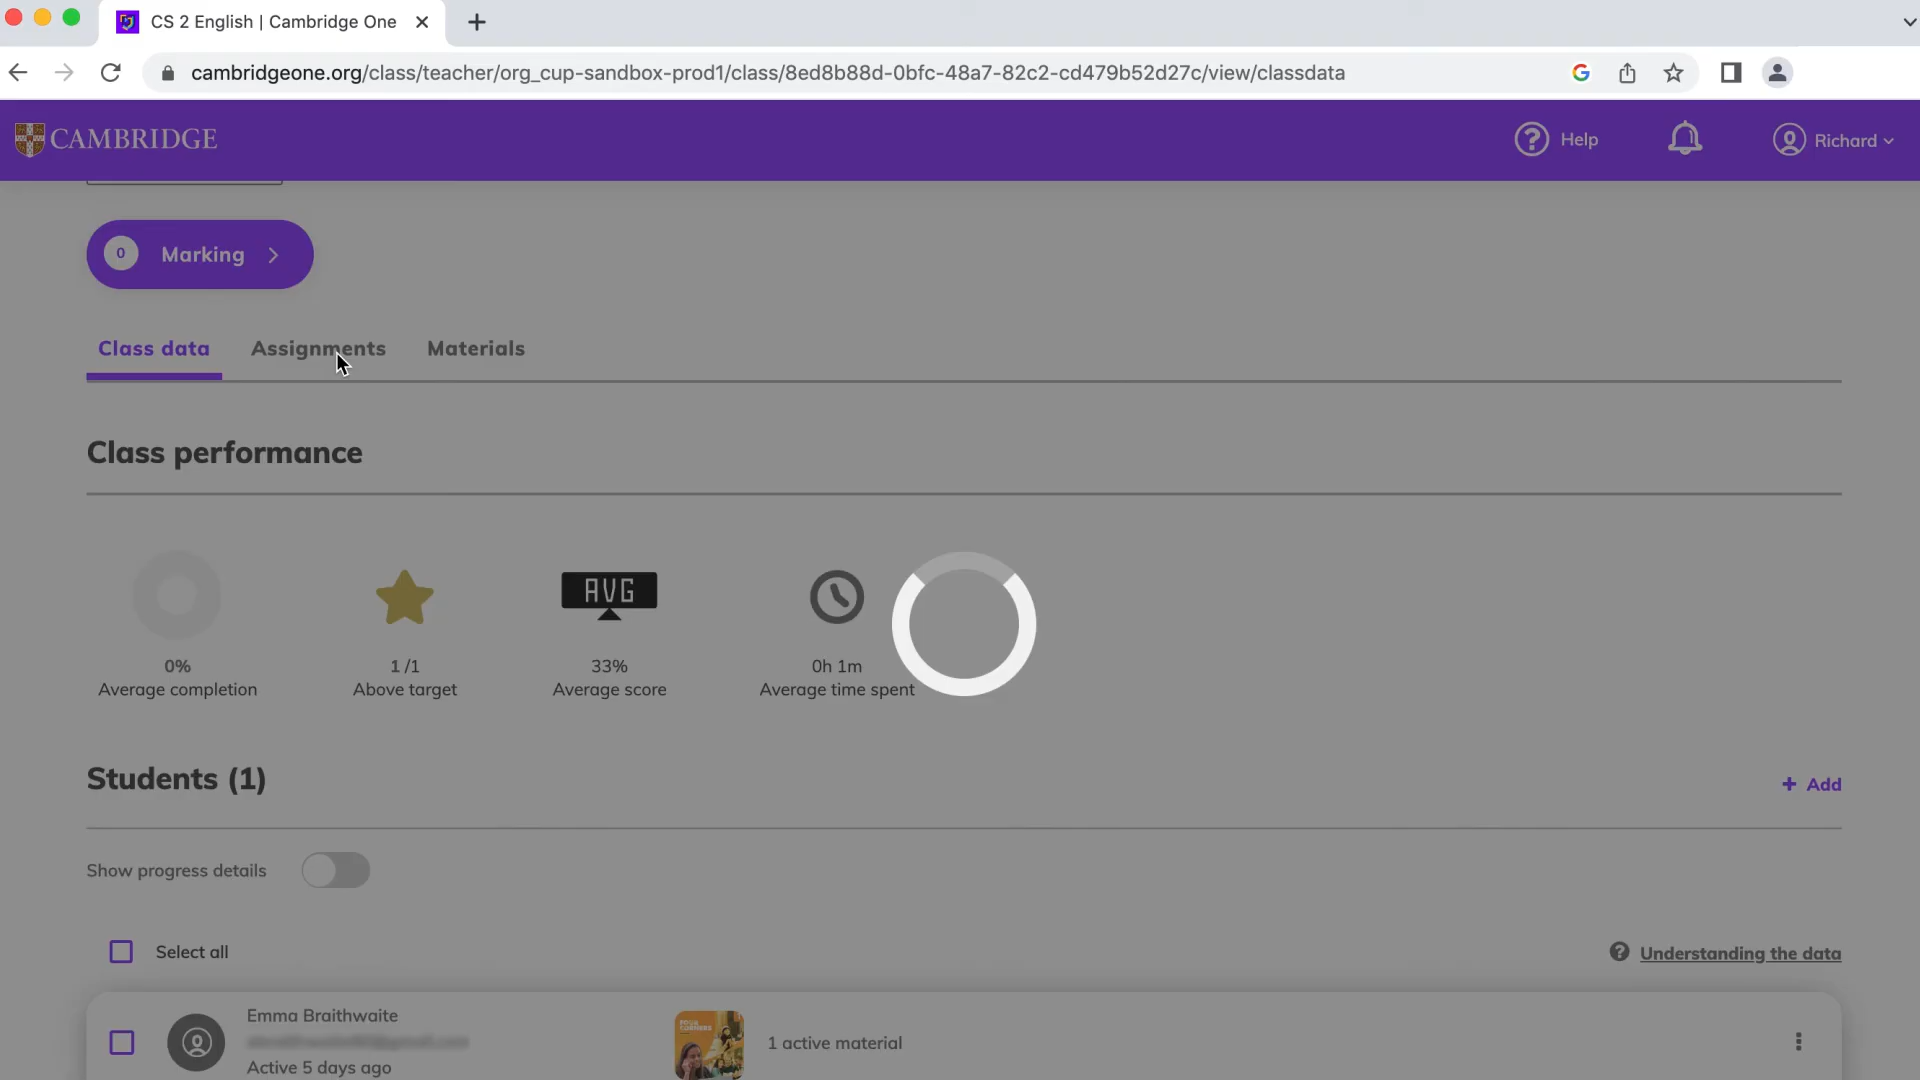 CS 2 English | Cambridge One
cambridgeone.org/class/teacher/org_cup-sandbox-prod1/class/8ed8b88d-0bfc-48a7-82c2-cd479b52d27c/view/classdata
CAMBRIDGE
Help
Richard
0 Marking
Class data Assignments Materials
Class performance
AVG
0% 1 /1 33% 0h 1m
Average completion Above target Average score Average time spent
Students (1)
+ Add
Show progress details
Select all
Understanding the data
Emma Braithwaite
FOUR
CORNERS
1 active material
Active 5 days ago